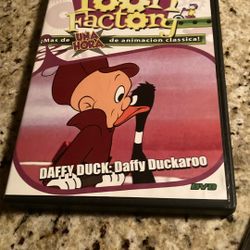 Toon
Factory
¡Mas de UNA HORA de animacion classica!
DAFFY DUCK: Daffy Duckaroo
DVD